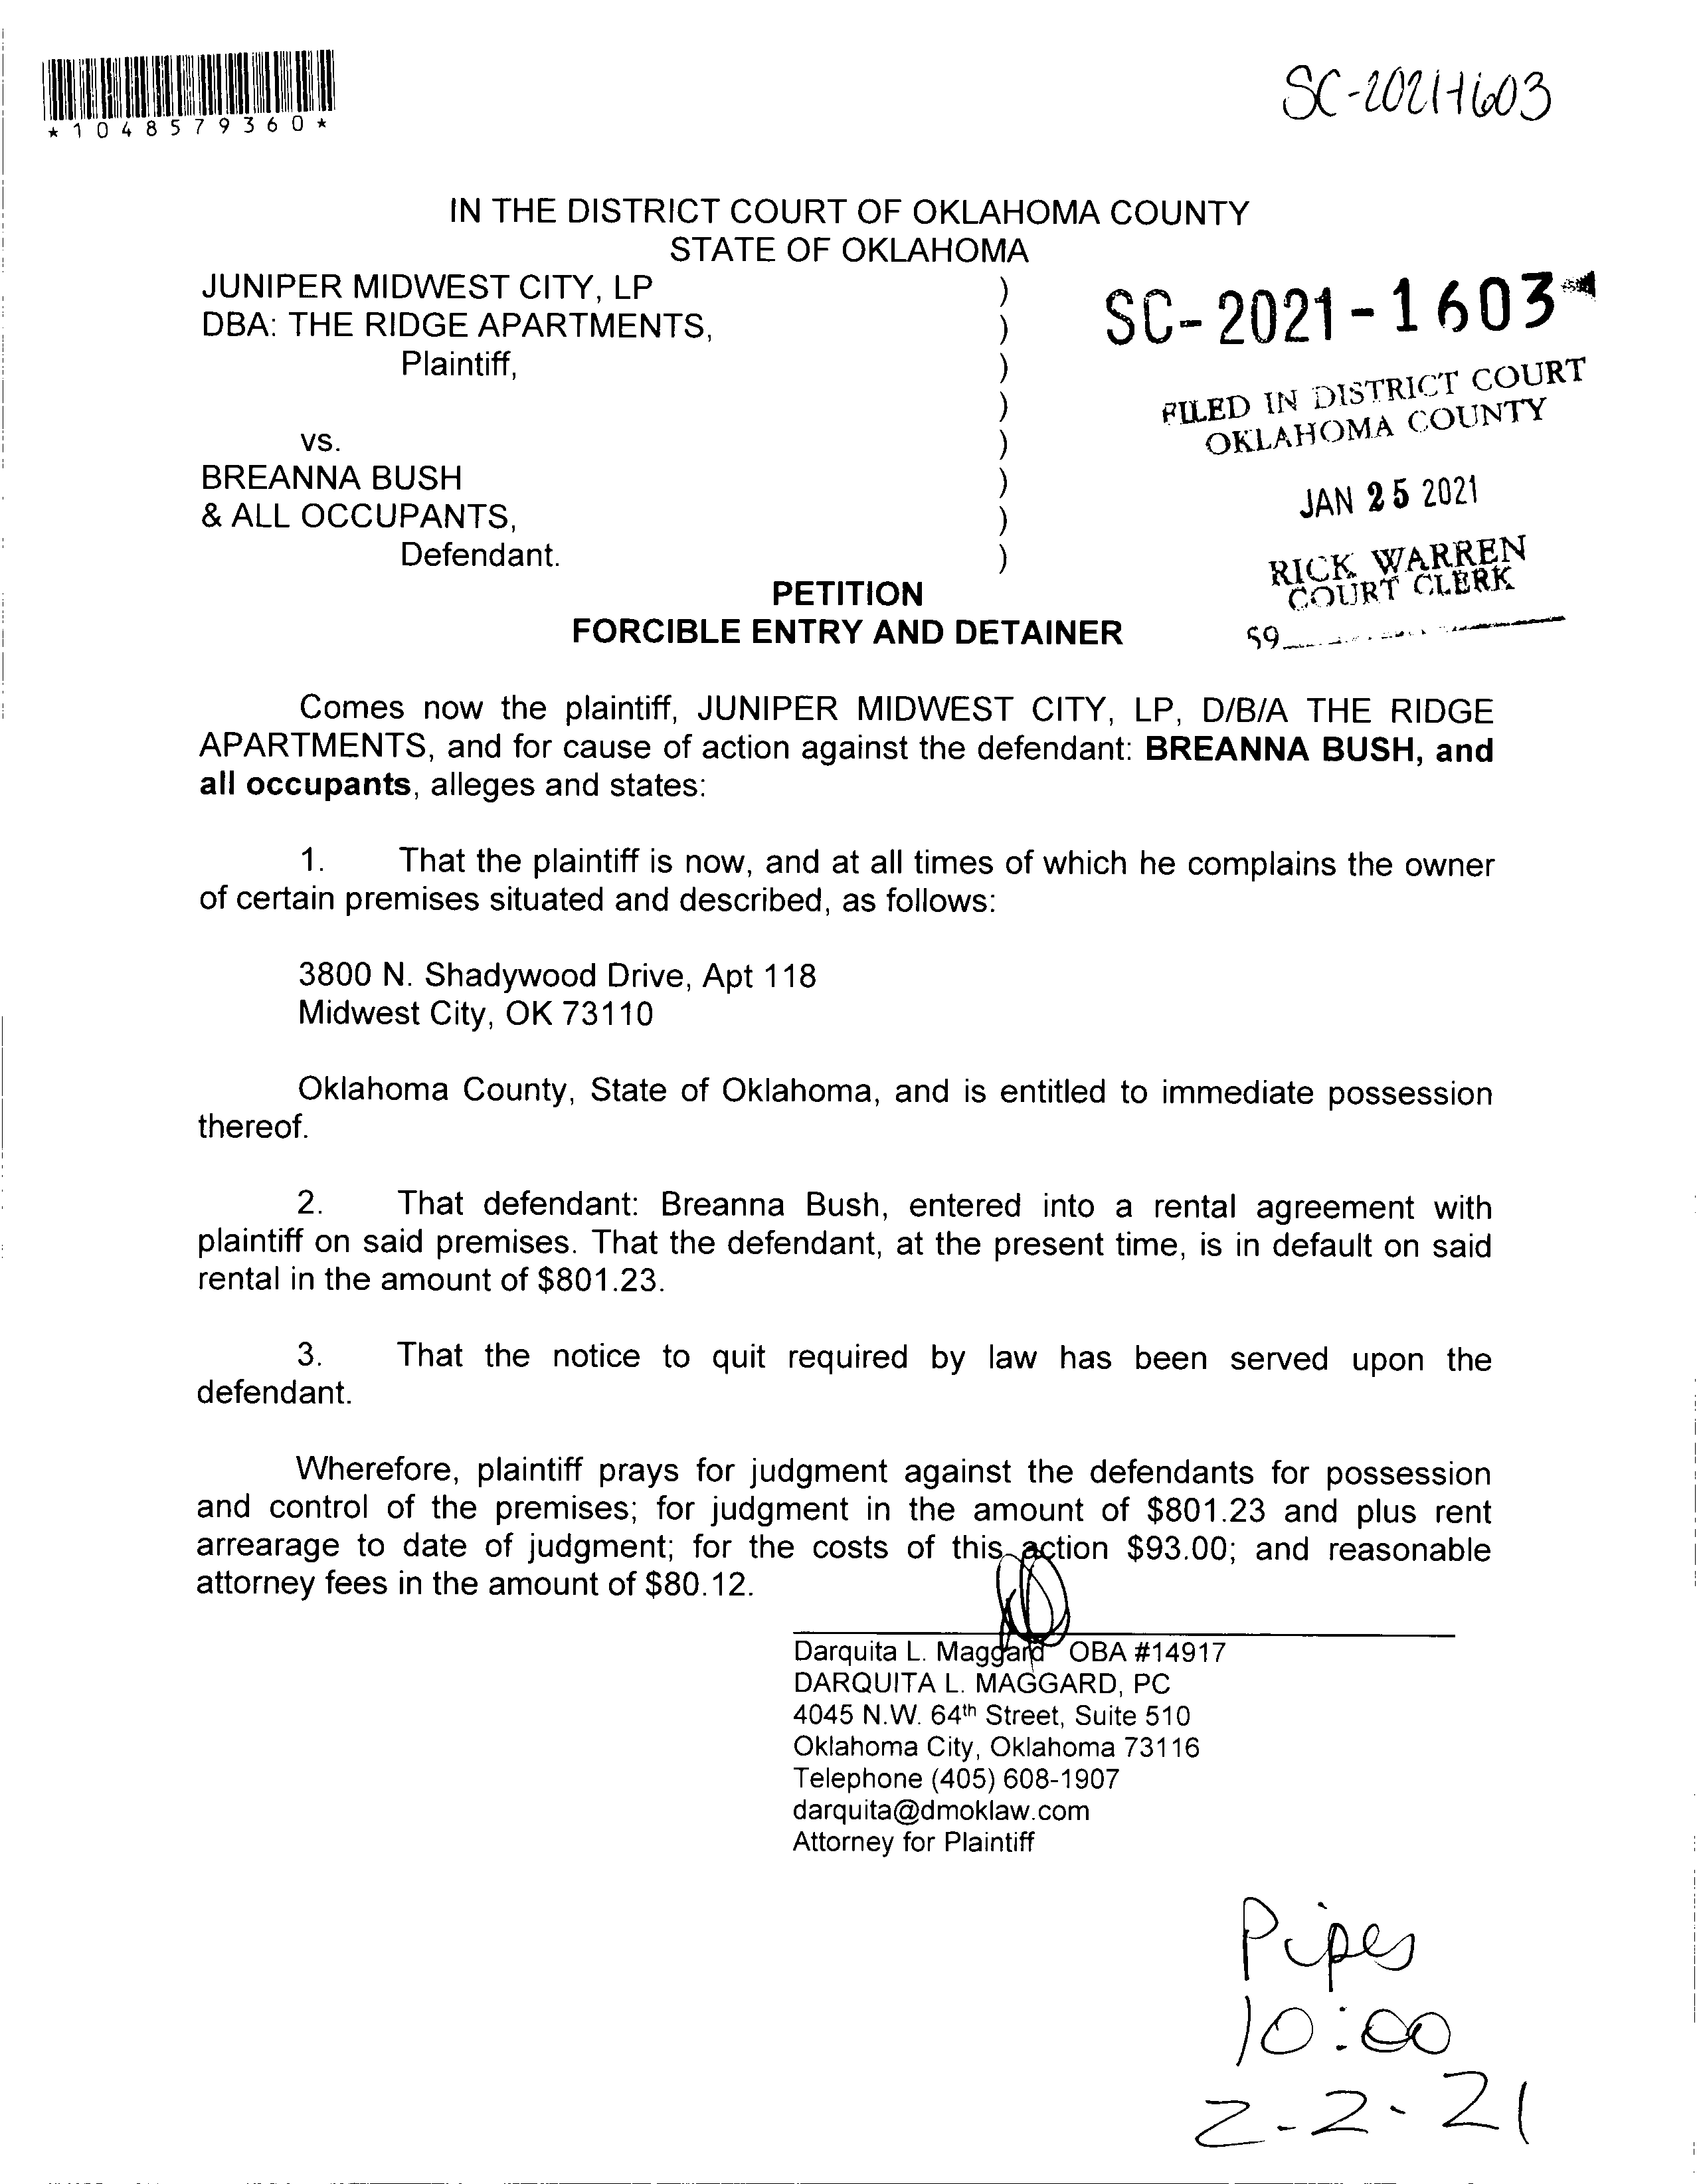 *1048579360*
SC-2021-1603
IN THE DISTRICT COURT OF OKLAHOMA COUNTY
STATE OF OKLAHOMA
JUNIPER MIDWEST CITY, LP )
DBA: THE RIDGE APARTMENTS, )
Plaintiff, )
)
vs. )
BREANNA BUSH )
& ALL OCCUPANTS, )
Defendant. )
SC-2021-1603
FILED IN DISTRICT COURT
OKLAHOMA COUNTY
JAN 25 2021
RICK WARREN
COURT CLERK
59
PETITION
FORCIBLE ENTRY AND DETAINER
Comes now the plaintiff, JUNIPER MIDWEST CITY, LP, D/B/A THE RIDGE
APARTMENTS, and for cause of action against the defendant: BREANNA BUSH, and
all occupants, alleges and states:
1. That the plaintiff is now, and at all times of which he complains the owner
of certain premises situated and described, as follows:
3800 N. Shadywood Drive, Apt 118
Midwest City, OK 73110
Oklahoma County, State of Oklahoma, and is entitled to immediate possession
thereof.
2. That defendant: Breanna Bush, entered into a rental agreement with
plaintiff on said premises. That the defendant, at the present time, is in default on said
rental in the amount of $801.23.
3. That the notice to quit required by law has been served upon the
defendant.
Wherefore, plaintiff prays for judgment against the defendants for possession
and control of the premises; for judgment in the amount of $801.23 and plus rent
arrearage to date of judgment; for the costs of this action $93.00; and reasonable
attorney fees in the amount of $80.12.
Darquita L. Maggard OBA #14917
DARQUITA L. MAGGARD, PC
4045 N.W. 64th Street, Suite 510
Oklahoma City, Oklahoma 73116
Telephone (405) 608-1907
darquita@dmoklaw.com
Attorney for Plaintiff
Pipes
10:00
2-2-21